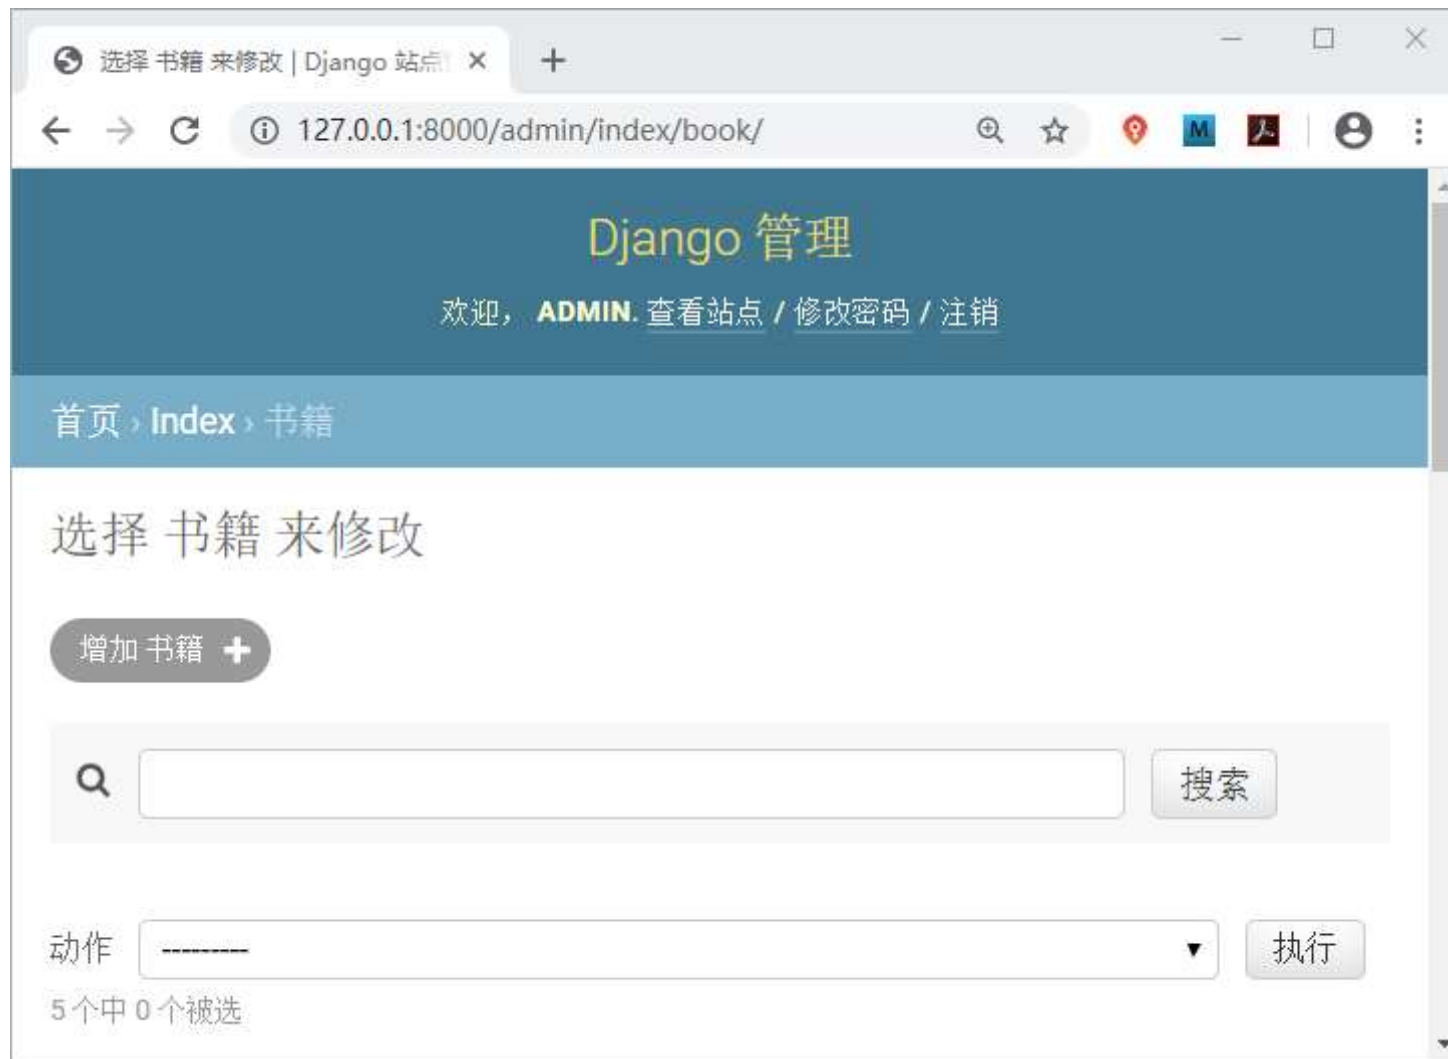 选择 书籍 来修改 | Django 站点
127.0.0.1:8000/admin/index/book/
M
Django 管理
欢迎， ADMIN. 查看站点 / 修改密码 / 注销
首页 › Index › 书籍
选择 书籍 来修改
增加 书籍 +
搜索
动作 --------- 执行
5 个中 0 个被选